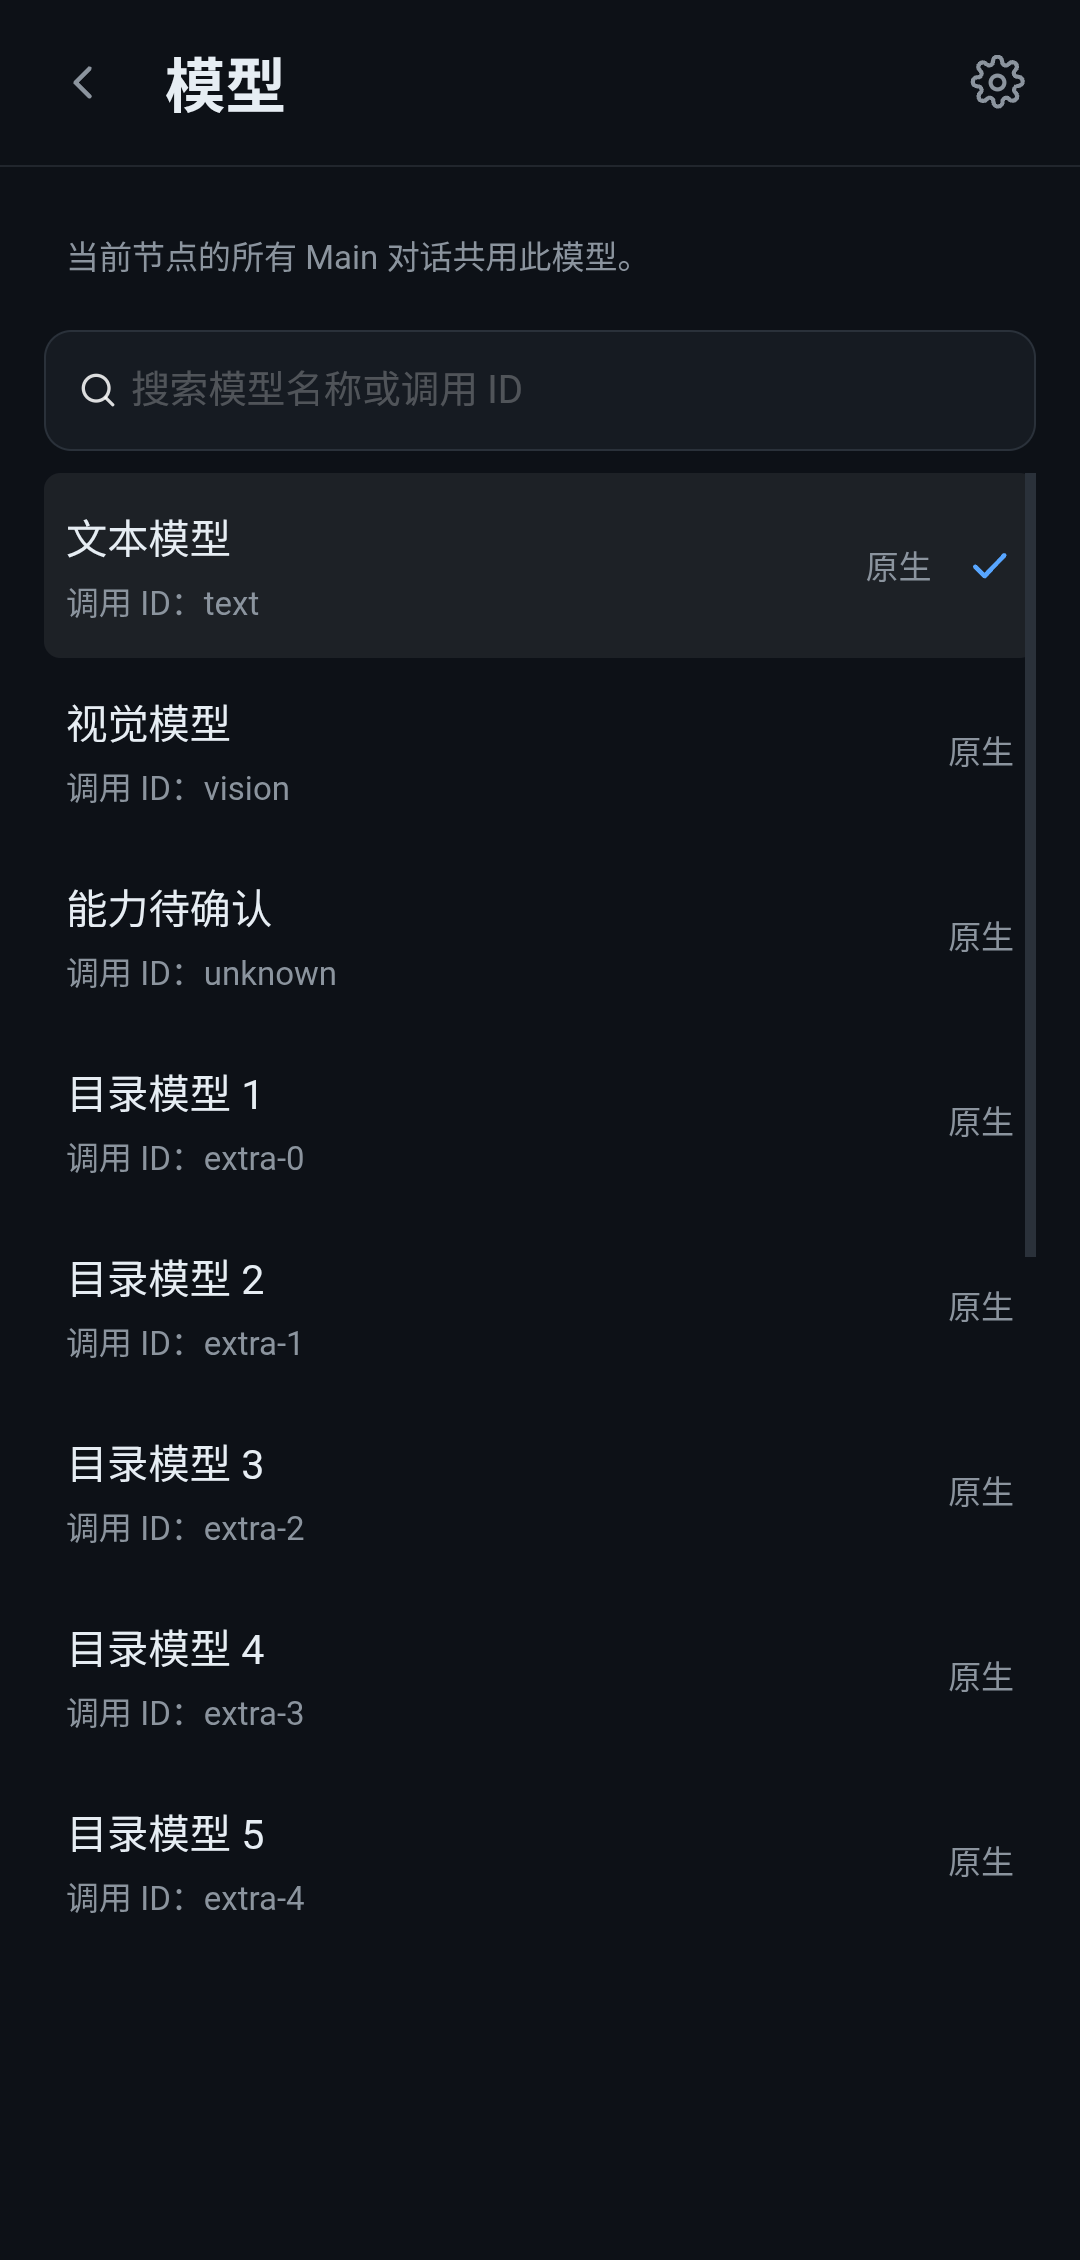 模型
当前节点的所有 Main 对话共用此模型。
搜索模型名称或调用 ID
文本模型
调用 ID：text
原生
视觉模型
调用 ID：vision
原生
能力待确认
调用 ID：unknown
原生
目录模型 1
调用 ID：extra-0
原生
目录模型 2
调用 ID：extra-1
原生
目录模型 3
调用 ID：extra-2
原生
目录模型 4
调用 ID：extra-3
原生
目录模型 5
调用 ID：extra-4
原生